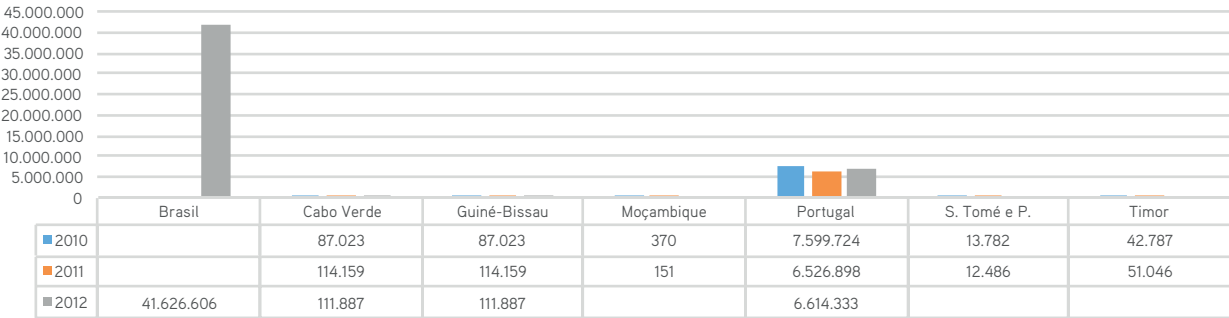 45.000.000
40.000.000
35.000.000
30.000.000
25.000.000
20.000.000
15.000.000
10.000.000
5.000.000
0
Brasil Cabo Verde Guiné-Bissau Moçambique Portugal S. Tomé e P. Timor
2010 87.023 87.023 370 7.599.724 13.782 42.787
2011 114.159 114.159 151 6.526.898 12.486 51.046
2012 41.626.606 111.887 111.887 6.614.333